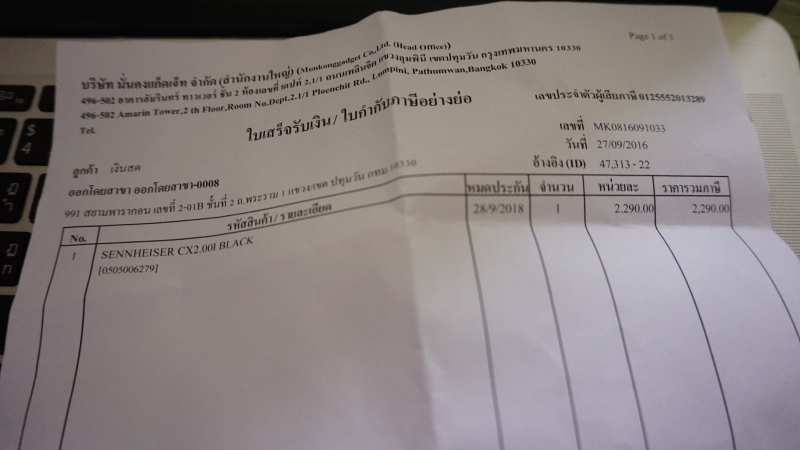 Page 1 of 3
บริษัท มั่นคงแก็ดเจ็ท จำกัด (สำนักงานใหญ่) (Munkonggadget Co.,Ltd. (Head Office))
496-502 อาคารอัมรินทร์ ทาวเวอร์ ชั้น 2 ห้องเลขที่ ดาปท์ 2.1/1 ถนนเพลินจิต แขวงลุมพินี เขตปทุมวัน กรุงเทพมหานคร 10330
496-502 Amarin Tower,2 th Floor,Room No.Dept.2.1/1 Ploenchit Rd., Lumpini, Pathumwan,Bangkok 10330
Tel.
เลขประจำตัวผู้เสียภาษี 0125552013289
ใบเสร็จรับเงิน / ใบกำกับภาษีอย่างย่อ
เลขที่ MK0816091033
วันที่ 27/09/2016
ลูกค้า เงินสด
อ้างอิง (ID) 47,313 - 22
ออกโดยสาขา ออกโดยสาขา-0008
991 สยามพารากอน เลขที่ 2-01B ชั้นที่ 2 ถ.พระราม 1 แขวง/เขต ปทุมวัน กทม.10330
No. รหัสสินค้า / รายละเอียด หมดประกัน จำนวน หน่วยละ ราคารวมภาษี
1 SENNHEISER CX2.00I BLACK 28/9/2018 1 2,290.00 2,290.00
[0505006279]
$
4